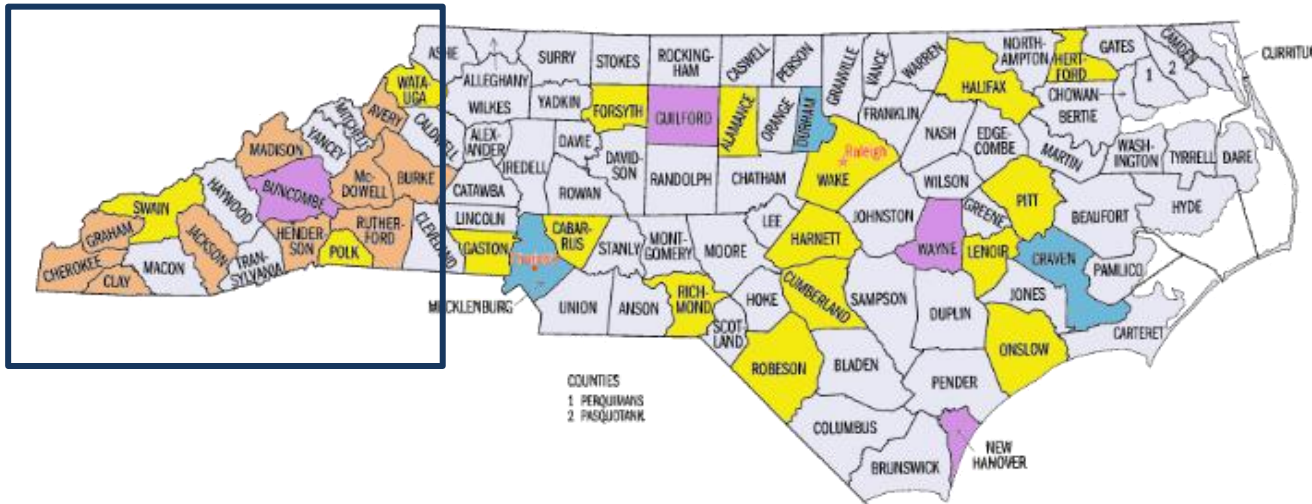 ASHE
ALLEGHANY
SURRY
STOKES
ROCKING-
HAM
CASWELL
PERSON
GRANVILLE
VANCE
WARREN
NORTH-
AMPTON
HERT-
FORD
GATES
CAMDEN
CURRITU
WATA-
UGA
WILKES
YADKIN
FORSYTH
GUILFORD
ALAMANCE
ORANGE
DURHAM
FRANKLIN
HALIFAX
CHOWAN
1
2
BERTIE
MITCHELL
AVERY
CALDWELL
ALEX-
ANDER
IREDELL
DAVIE
DAVID-
SON
RANDOLPH
CHATHAM
WAKE
Raleigh
NASH
EDGE-
COMBE
MARTIN
WASH-
INGTON
TYRRELL
DARE
MADISON
YANCEY
Mc-
DOWELL
BURKE
CATAWBA
ROWAN
WILSON
PITT
BEAUFORT
HYDE
SWAIN
HAYWOOD
BUNCOMBE
RUTHER-
FORD
CLEVELAND
LINCOLN
GASTON
CABAR-
RUS
STANLY
MONT-
GOMERY
MOORE
LEE
HARNETT
JOHNSTON
WAYNE
GREENE
LENOIR
CRAVEN
PAMLICO
GRAHAM
CHEROKEE
CLAY
MACON
JACKSON
TRAN-
SYLVANIA
HENDER-
SON
POLK
MECKLENBURG
UNION
ANSON
RICH-
MOND
SCOT-
LAND
HOKE
CUMBERLAND
SAMPSON
DUPLIN
JONES
CARTERET
ONSLOW
ROBESON
BLADEN
PENDER
COLUMBUS
BRUNSWICK
NEW
HANOVER
COUNTIES
1 PERQUIMANS
2 PASQUOTANK